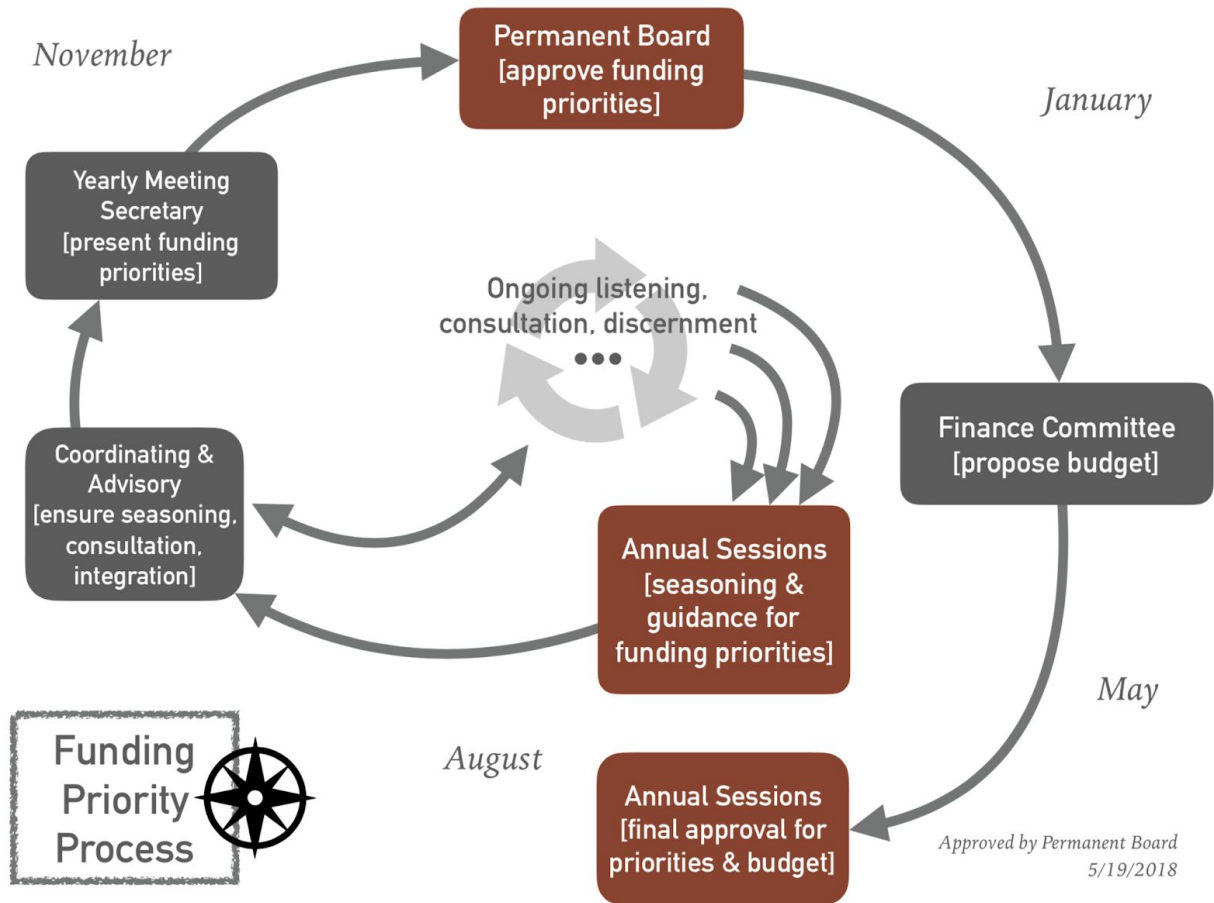 November
Permanent Board
[approve funding
priorities]
January
Yearly Meeting
Secretary
[present funding
priorities]
Ongoing listening,
consultation, discernment
...
Coordinating &
Advisory
[ensure seasoning,
consultation,
integration]
Finance Committee
[propose budget]
Annual Sessions
[seasoning &
guidance for
funding priorities]
May
August
Funding
Priority
Process
Annual Sessions
[final approval for
priorities & budget]
Approved by Permanent Board
5/19/2018